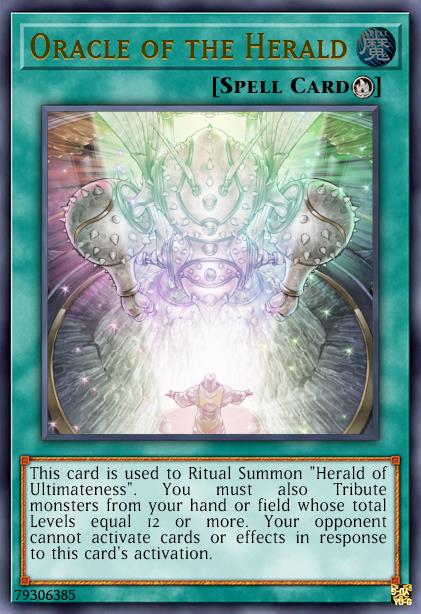 Oracle of the Herald
魔
[Spell Card]
This card is used to Ritual Summon "Herald of
Ultimateness". You must also Tribute
monsters from your hand or field whose total
Levels equal 12 or more. Your opponent
cannot activate cards or effects in response
to this card's activation.
79306385